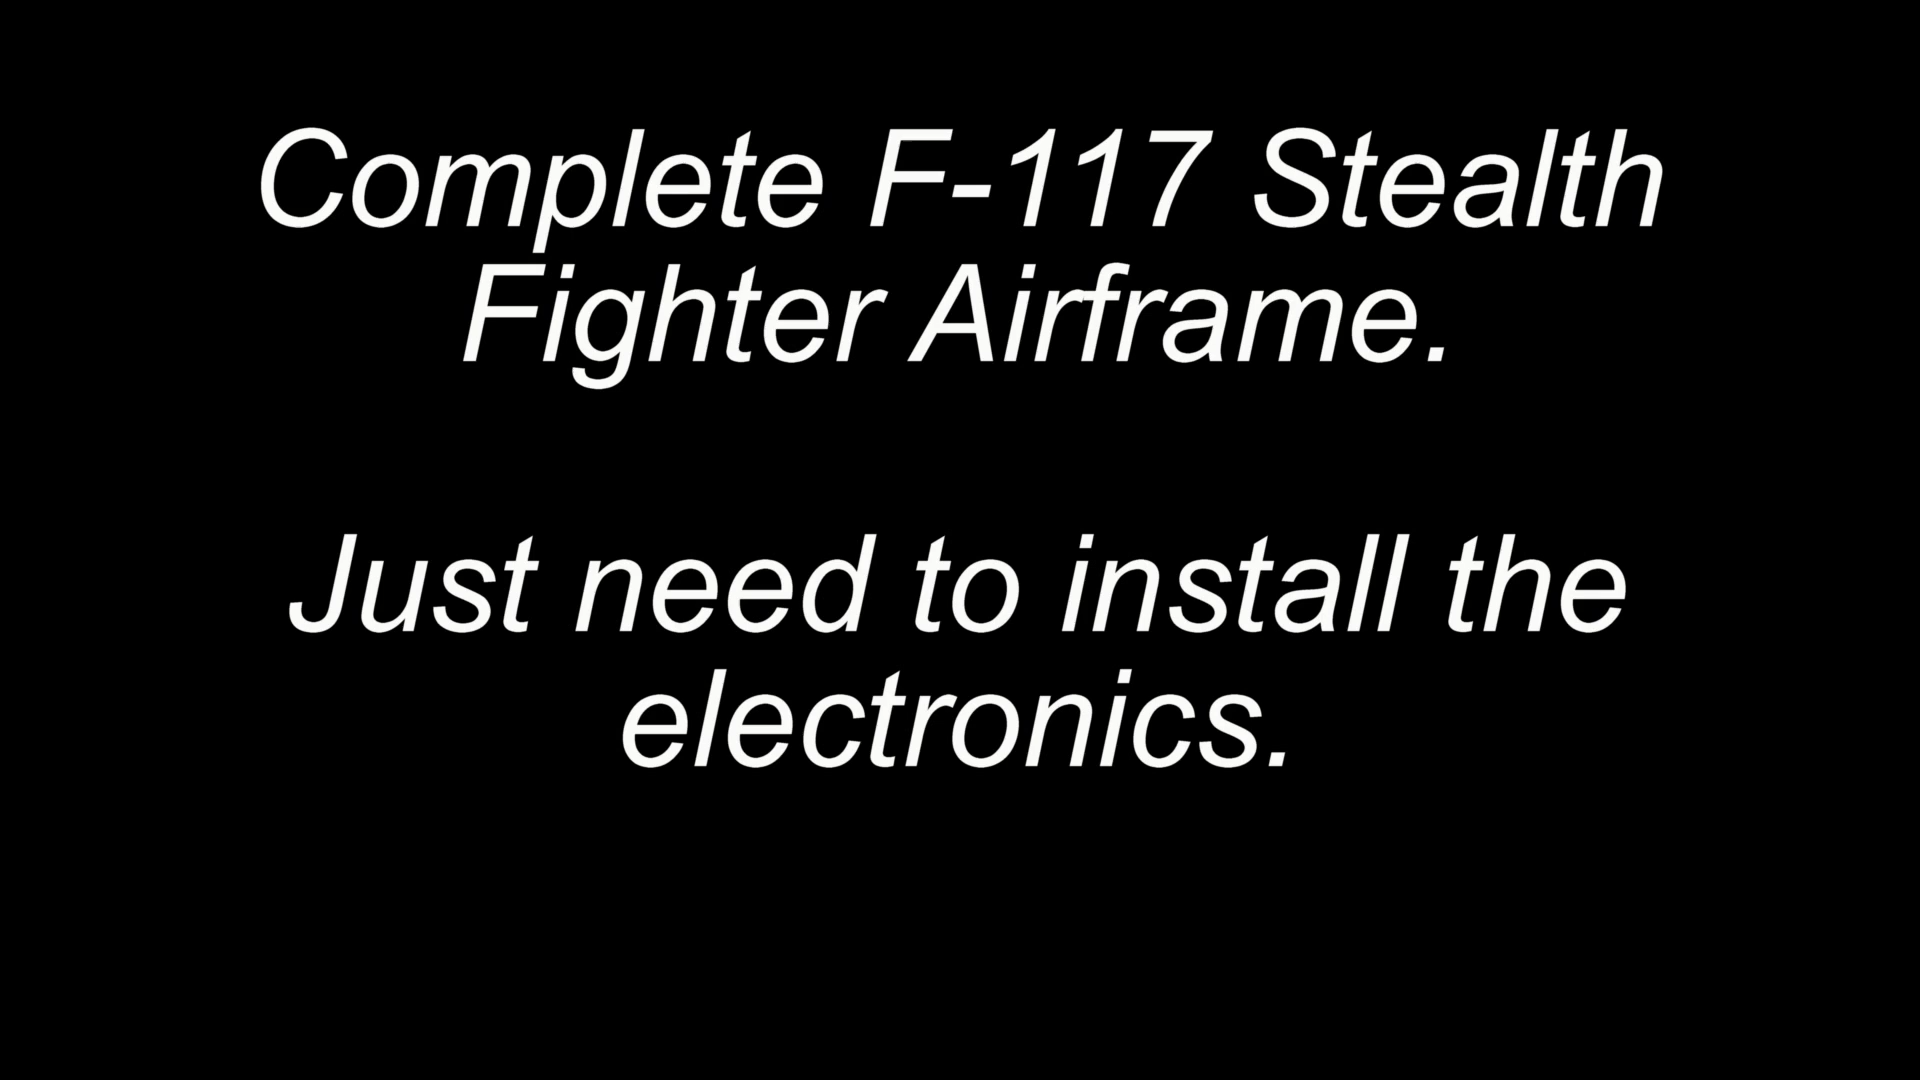 Complete F-117 Stealth
Fighter Airframe.
Just need to install the
electronics.